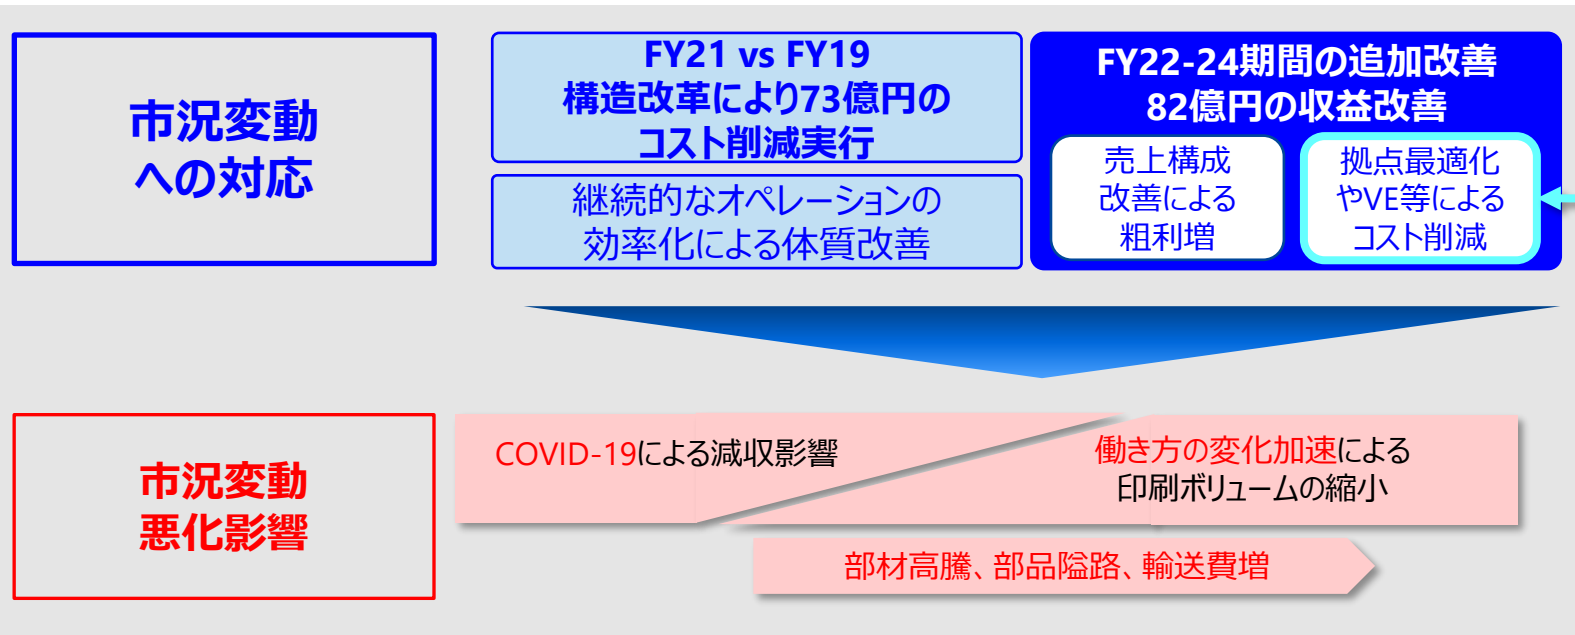 市況変動
への対応
FY21 vs FY19
構造改革により73億円の
コスト削減実行
継続的なオペレーションの
効率化による体質改善
FY22-24期間の追加改善
82億円の収益改善
売上構成
改善による
粗利増
拠点最適化
やVE等による
コスト削減
市況変動
悪化影響
COVID-19による減収影響
働き方の変化加速による
印刷ボリュームの縮小
部材高騰、部品隘路、輸送費増